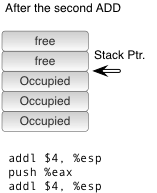 After the second ADD
free
free
Stack Ptr.
Occupied
Occupied
Occupied
addl $4, %esp
push %eax
addl $4, %esp